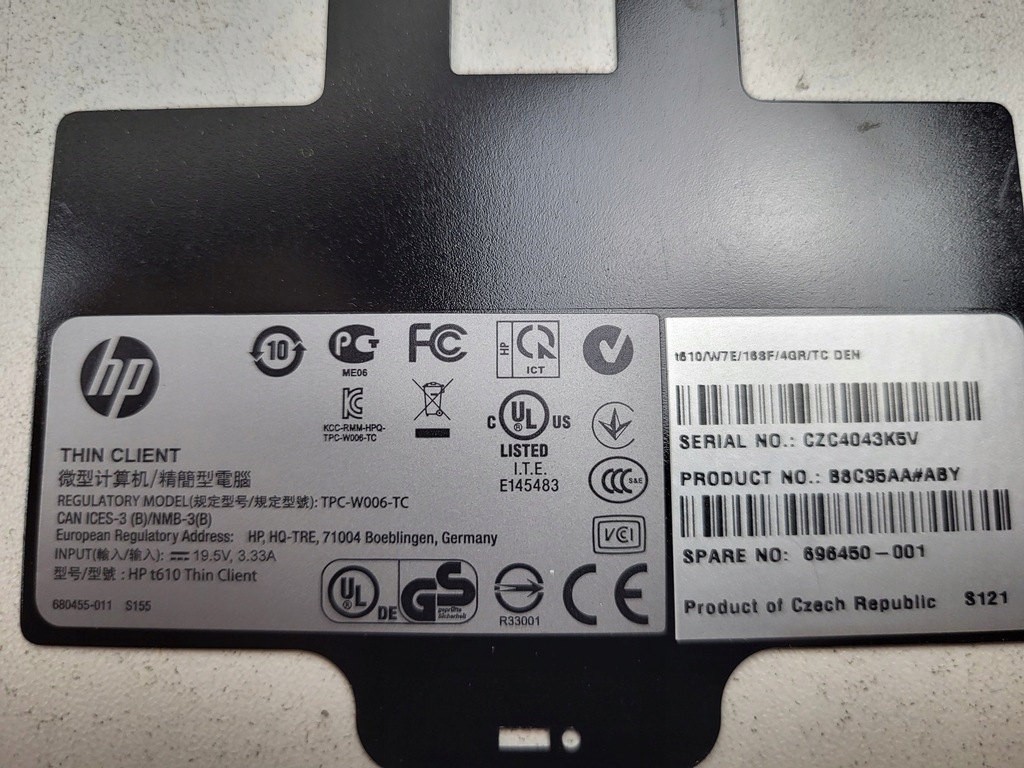 hp
10
PG
ME06
FC
HP
ICT
KCC-RMM-HPQ-
TPC-W006-TC
C UL US
LISTED
I.T.E.
E145483
CCC S&E
VCI
THIN CLIENT
微型计算机/精簡型電腦
REGULATORY MODEL(规定型号/規定型號): TPC-W006-TC
CAN ICES-3 (B)/NMB-3(B)
European Regulatory Address: HP, HQ-TRE, 71004 Boeblingen, Germany
INPUT(輸入/输入): 19.5V, 3.33A
型号/型號 : HP t610 Thin Client
680455-011 S155
UL DE
GS
geprüfte
Sicherheit
R33001
CE
t610/W7E/16SF/4GR/TC DEN
SERIAL NO.: CZC4043K5V
PRODUCT NO.: B8C95AA#ABY
SPARE NO: 696450-001
Product of Czech Republic S121